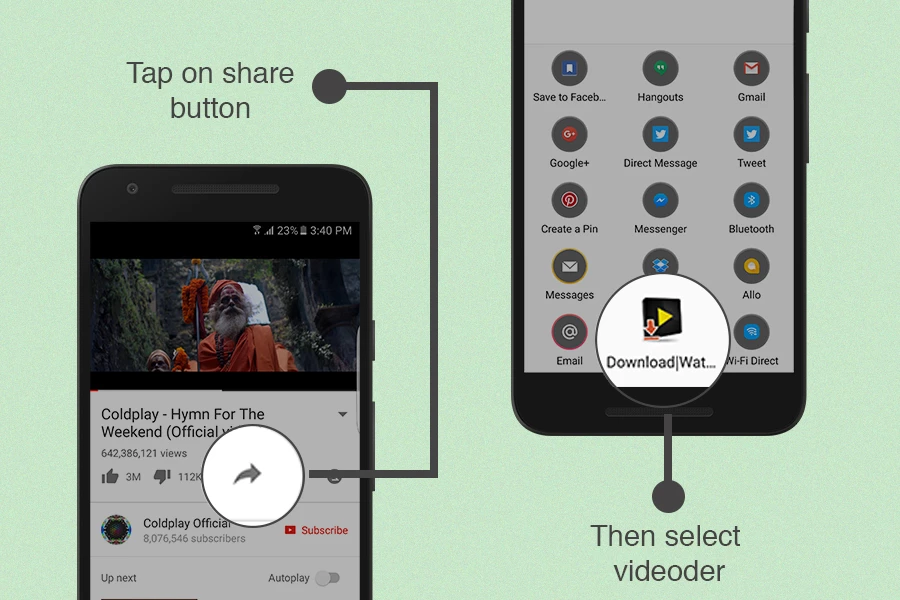 Tap on share
button
23% 3:40 PM
Coldplay - Hymn For The
Weekend (Official
642,386,121 views
3M 112K
Coldplay Official
8,076,546 subscribers
Subscribe
Up next
Autoplay
Save to Faceb...
Hangouts
Gmail
Google+
Direct Message
Tweet
Create a Pin
Messenger
Bluetooth
Messages
Allo
Email
Download|Wat...
Wi-Fi Direct
Then select
videoder